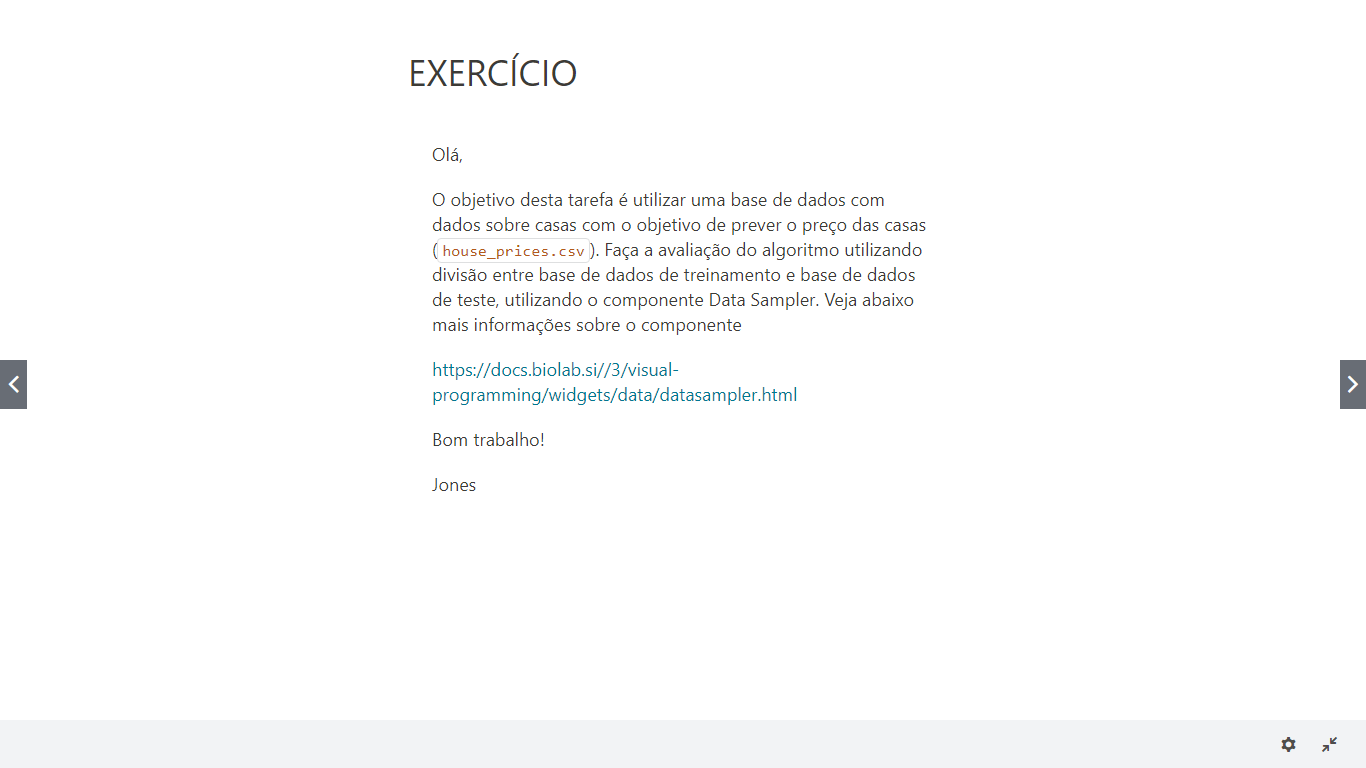 EXERCÍCIO
Olá,
O objetivo desta tarefa é utilizar uma base de dados com
dados sobre casas com o objetivo de prever o preço das casas
(house_prices.csv). Faça a avaliação do algoritmo utilizando
divisão entre base de dados de treinamento e base de dados
de teste, utilizando o componente Data Sampler. Veja abaixo
mais informações sobre o componente
https://docs.biolab.si//3/visual-
programming/widgets/data/datasampler.html
Bom trabalho!
Jones